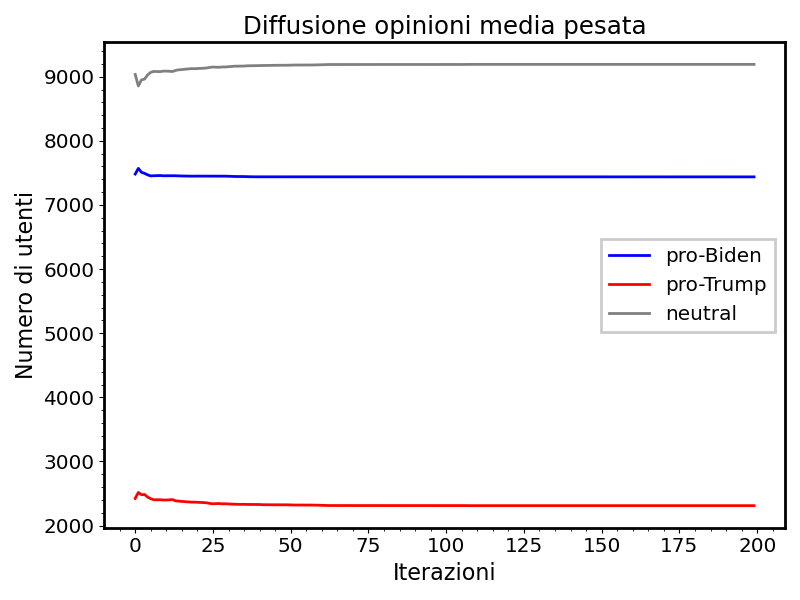 Diffusione opinioni media pesata
Numero di utenti
9000
8000
7000
6000
5000
4000
3000
2000
pro-Biden
pro-Trump
neutral
0 25 50 75 100 125 150 175 200
Iterazioni